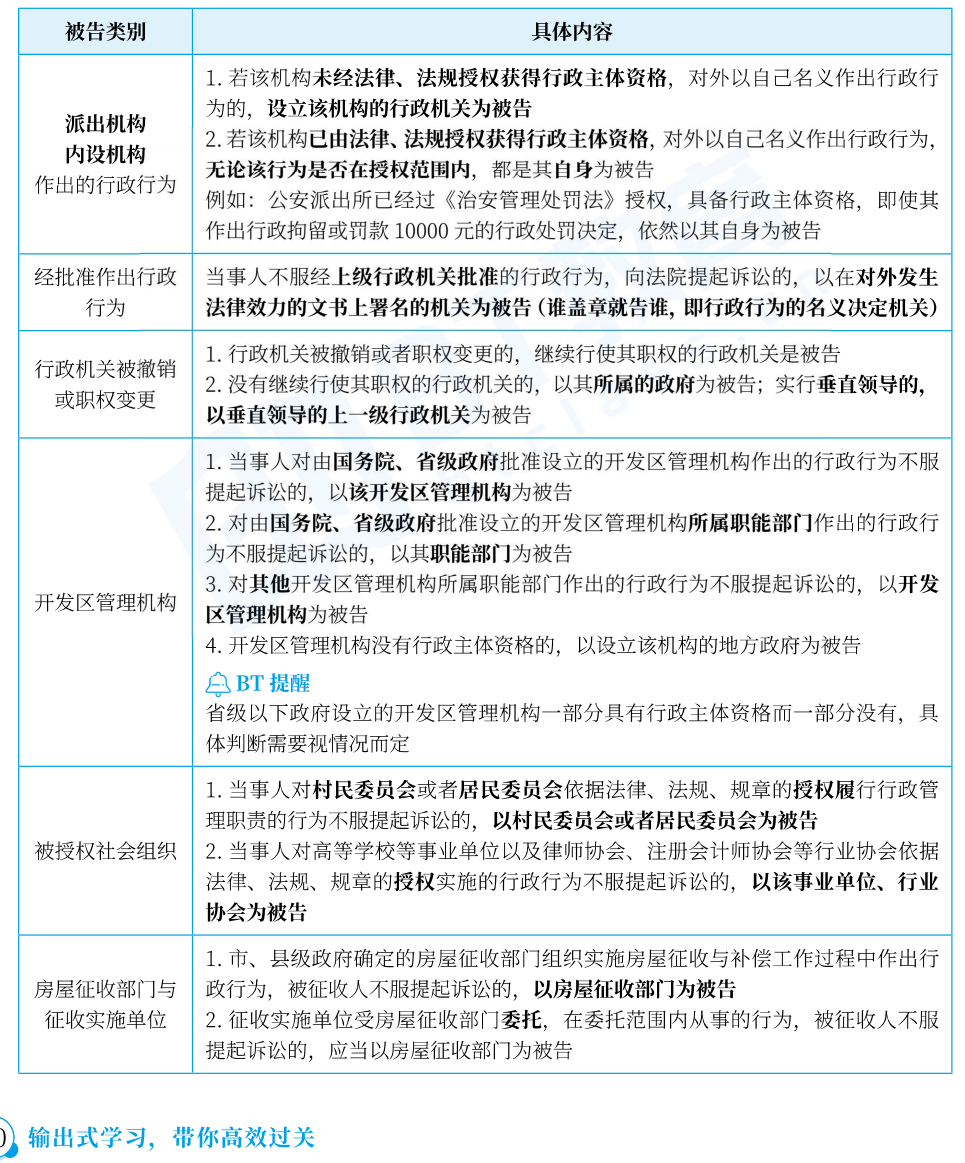 被告类别
具体内容
派出机构
内设机构
作出的行政行为
1. 若该机构未经法律、法规授权获得行政主体资格，对外以自己名义作出行政行
为的，设立该机构的行政机关为被告
2. 若该机构已由法律、法规授权获得行政主体资格，对外以自己名义作出行政行为，
无论该行为是否在授权范围内，都是其自身为被告
例如：公安派出所已经过《治安管理处罚法》授权，具备行政主体资格，即使其
作出行政拘留或罚款 10000 元的行政处罚决定，依然以其自身为被告
经批准作出行政
行为
当事人不服经上级行政机关批准的行政行为，向法院提起诉讼的，以在对外发生
法律效力的文书上署名的机关为被告（谁盖章就告谁，即行政行为的名义决定机关）
行政机关被撤销
或职权变更
1. 行政机关被撤销或者职权变更的，继续行使其职权的行政机关是被告
2. 没有继续行使其职权的行政机关的，以其所属的政府为被告；实行垂直领导的，
以垂直领导的上一级行政机关为被告
开发区管理机构
1. 当事人对由国务院、省级政府批准设立的开发区管理机构作出的行政行为不服
提起诉讼的，以该开发区管理机构为被告
2. 对由国务院、省级政府批准设立的开发区管理机构所属职能部门作出的行政行
为不服提起诉讼的，以其职能部门为被告
3. 对其他开发区管理机构所属职能部门作出的行政行为不服提起诉讼的，以开发
区管理机构为被告
4. 开发区管理机构没有行政主体资格的，以设立该机构的地方政府为被告
BT 提醒
省级以下政府设立的开发区管理机构一部分具有行政主体资格而一部分没有，具
体判断需要视情况而定
被授权社会组织
1. 当事人对村民委员会或者居民委员会依据法律、法规、规章的授权履行行政管
理职责的行为不服提起诉讼的，以村民委员会或者居民委员会为被告
2. 当事人对高等学校等事业单位以及律师协会、注册会计师协会等行业协会依据
法律、法规、规章的授权实施的行政行为不服提起诉讼的，以该事业单位、行业
协会为被告
房屋征收部门与
征收实施单位
1. 市、县级政府确定的房屋征收部门组织实施房屋征收与补偿工作过程中作出行
政行为，被征收人不服提起诉讼的，以房屋征收部门为被告
2. 征收实施单位受房屋征收部门委托，在委托范围内从事的行为，被征收人不服
提起诉讼的，应当以房屋征收部门为被告
输出式学习，带你高效过关